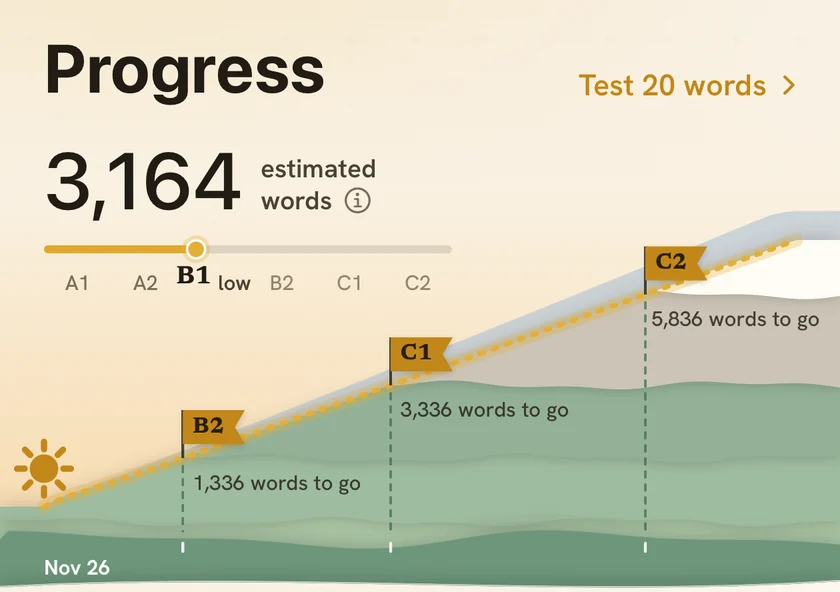 Progress
Test 20 words >
3,164 estimated
words
A1 A2 B1 low B2 C1 C2
C2
5,836 words to go
C1
3,336 words to go
B2
1,336 words to go
Nov 26